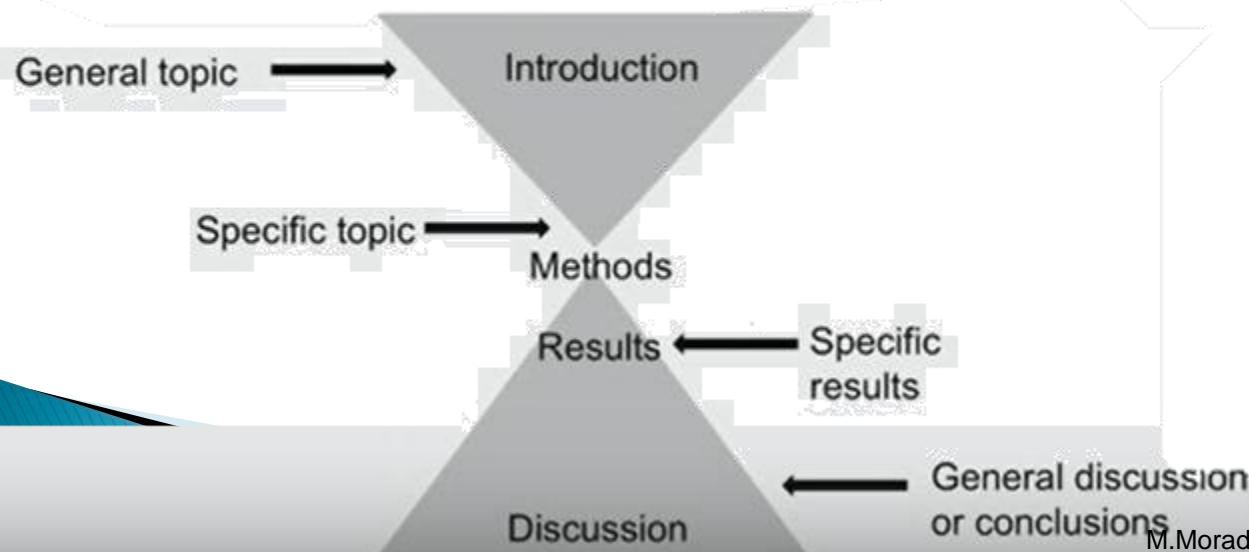 General topic
Introduction
Specific topic
Methods
Results
Specific
results
General discussion
or conclusions
Discussion
M.Morad